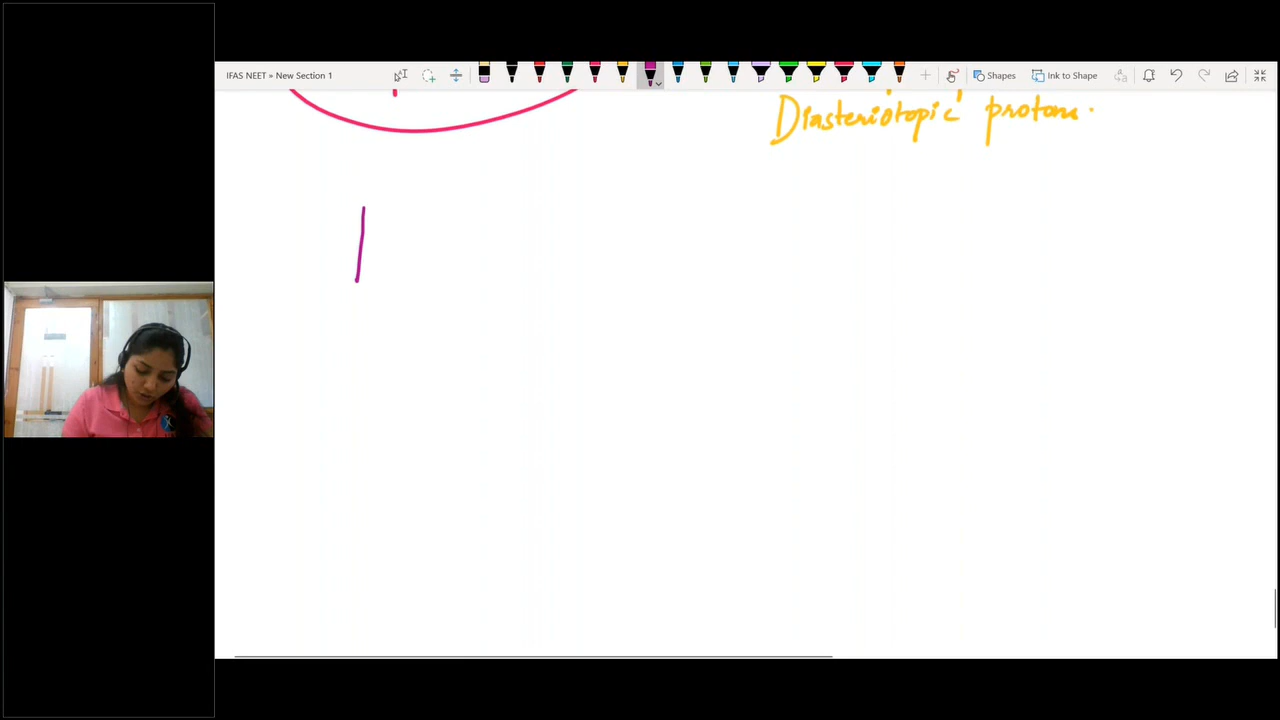 IFAS NEET » New Section 1
Shapes
Ink to Shape
Diasteriotopic protons.